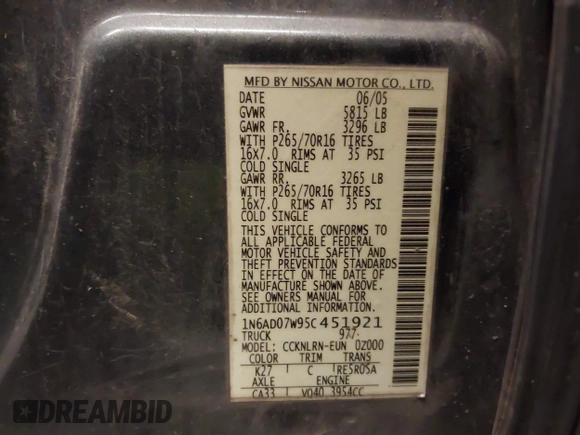 MFD BY NISSAN MOTOR CO., LTD.
DATE 06/05
GVWR 5815 LB
GAWR FR. 3296 LB
WITH P265/70R16 TIRES
16X7.0 RIMS AT 35 PSI
COLD SINGLE
GAWR RR. 3265 LB
WITH P265/70R16 TIRES
16X7.0 RIMS AT 35 PSI
COLD SINGLE
THIS VEHICLE CONFORMS TO
ALL APPLICABLE FEDERAL
MOTOR VEHICLE SAFETY AND
THEFT PREVENTION STANDARDS
IN EFFECT ON THE DATE OF
MANUFACTURE SHOWN ABOVE.
SEE OWNERS MANUAL FOR
ADDITIONAL INFORMATION.
1N6AD07W95C451921
TRUCK 977-
MODEL: CCKNLRN-EUN 0Z000
COLOR TRIM TRANS
K27 C RE5R05A
AXLE ENGINE
CA33 VQ40 3954CC
DREAMBID